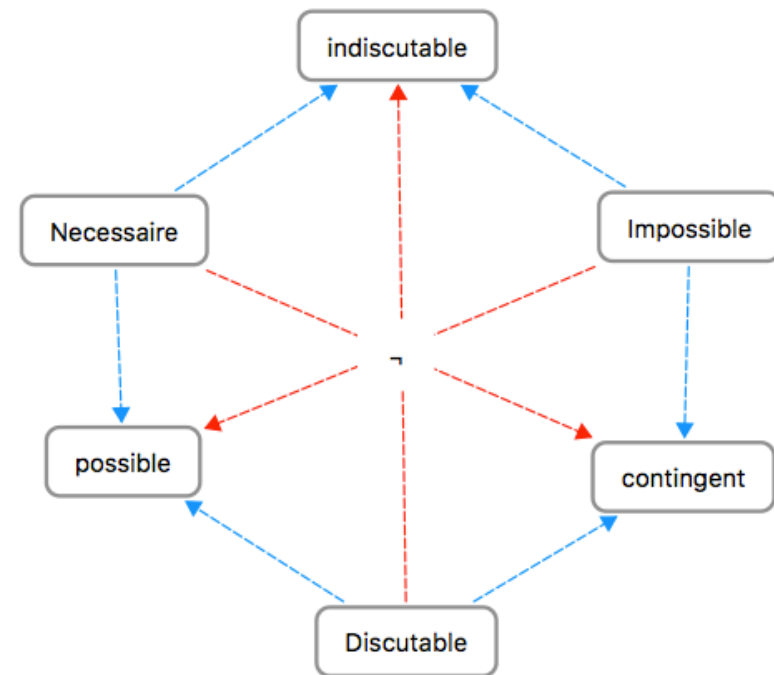 indiscutable
Necessaire
Impossible
¬
possible
contingent
Discutable